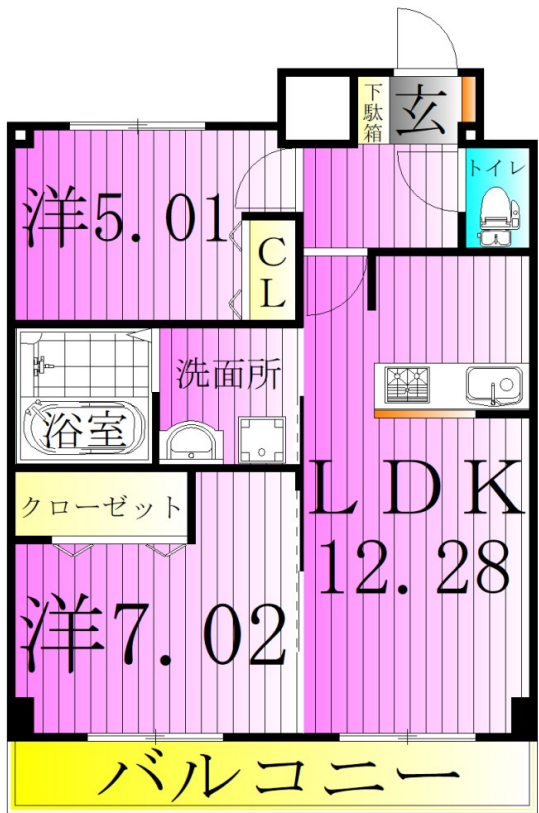 下駄箱
玄
トイレ
洋5.01
CL
洗面所
浴室
クローゼット
LDK
12.28
洋7.02
バルコニー